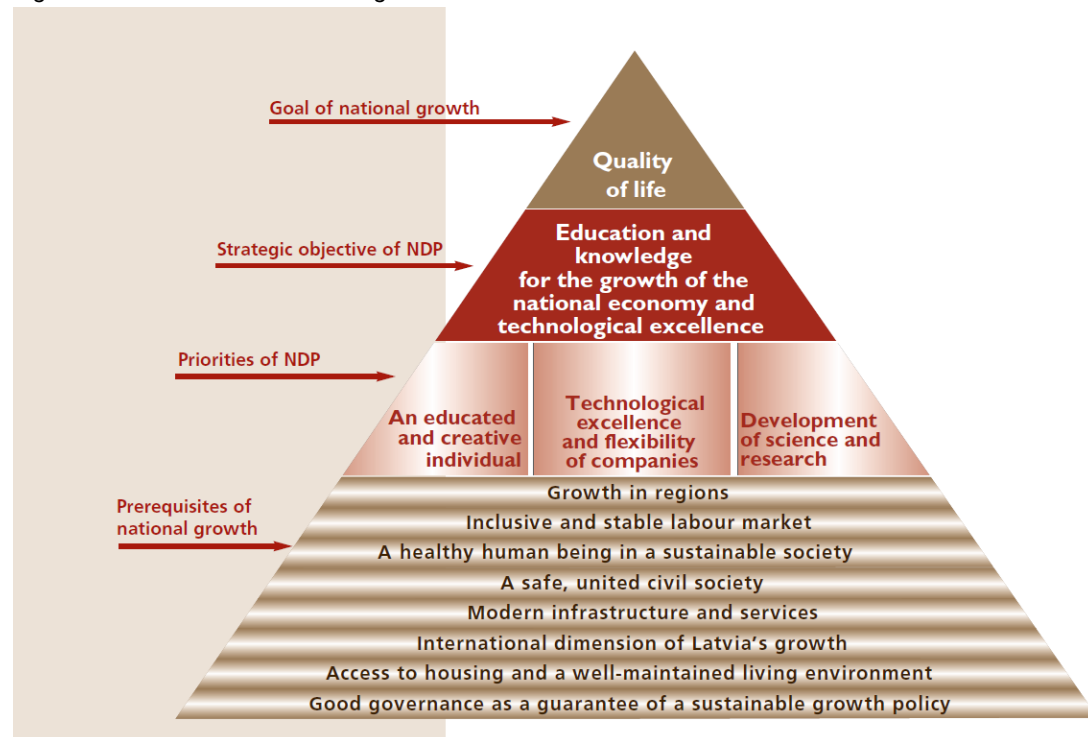 Goal of national growth
Quality
of life
Strategic objective of NDP
Education and
knowledge
for the growth of the
national economy and
technological excellence
Priorities of NDP
An educated
and creative
individual
Technological
excellence
and flexibility
of companies
Development
of science and
research
Prerequisites of
national growth
Growth in regions
Inclusive and stable labour market
A healthy human being in a sustainable society
A safe, united civil society
Modern infrastructure and services
International dimension of Latvia's growth
Access to housing and a well-maintained living environment
Good governance as a guarantee of a sustainable growth policy